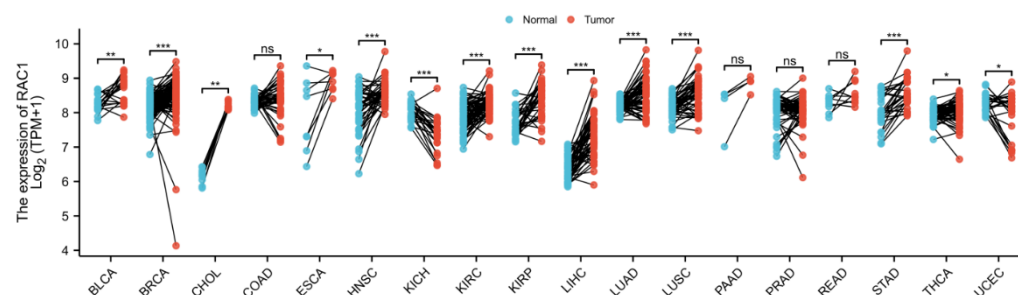 Normal Tumor
The expression of RAC1
Log2 (TPM+1)
10
9
8
7
6
5
4
** *** ** ns * *** *** *** *** *** *** *** ns ns ns *** * *
BLCA BRCA CHOL COAD ESCA HNSC KICH KIRC KIRP LIHC LUAD LUSC PAAD PRAD READ STAD THCA UCEC